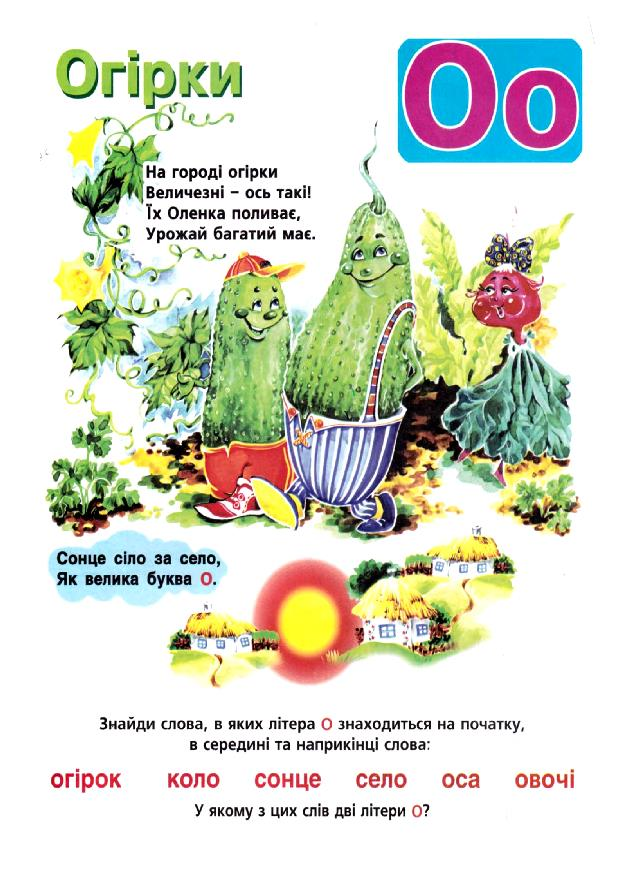 Огірки
Оо
На городі огірки
Величезні – ось такі!
Їх Оленка поливає,
Урожай багатий має.
Сонце сіло за село,
Як велика буква О.
Знайди слова, в яких літера О знаходиться на початку,
в середині та наприкінці слова:
огірок коло сонце село оса овочі
У якому з цих слів дві літери О?